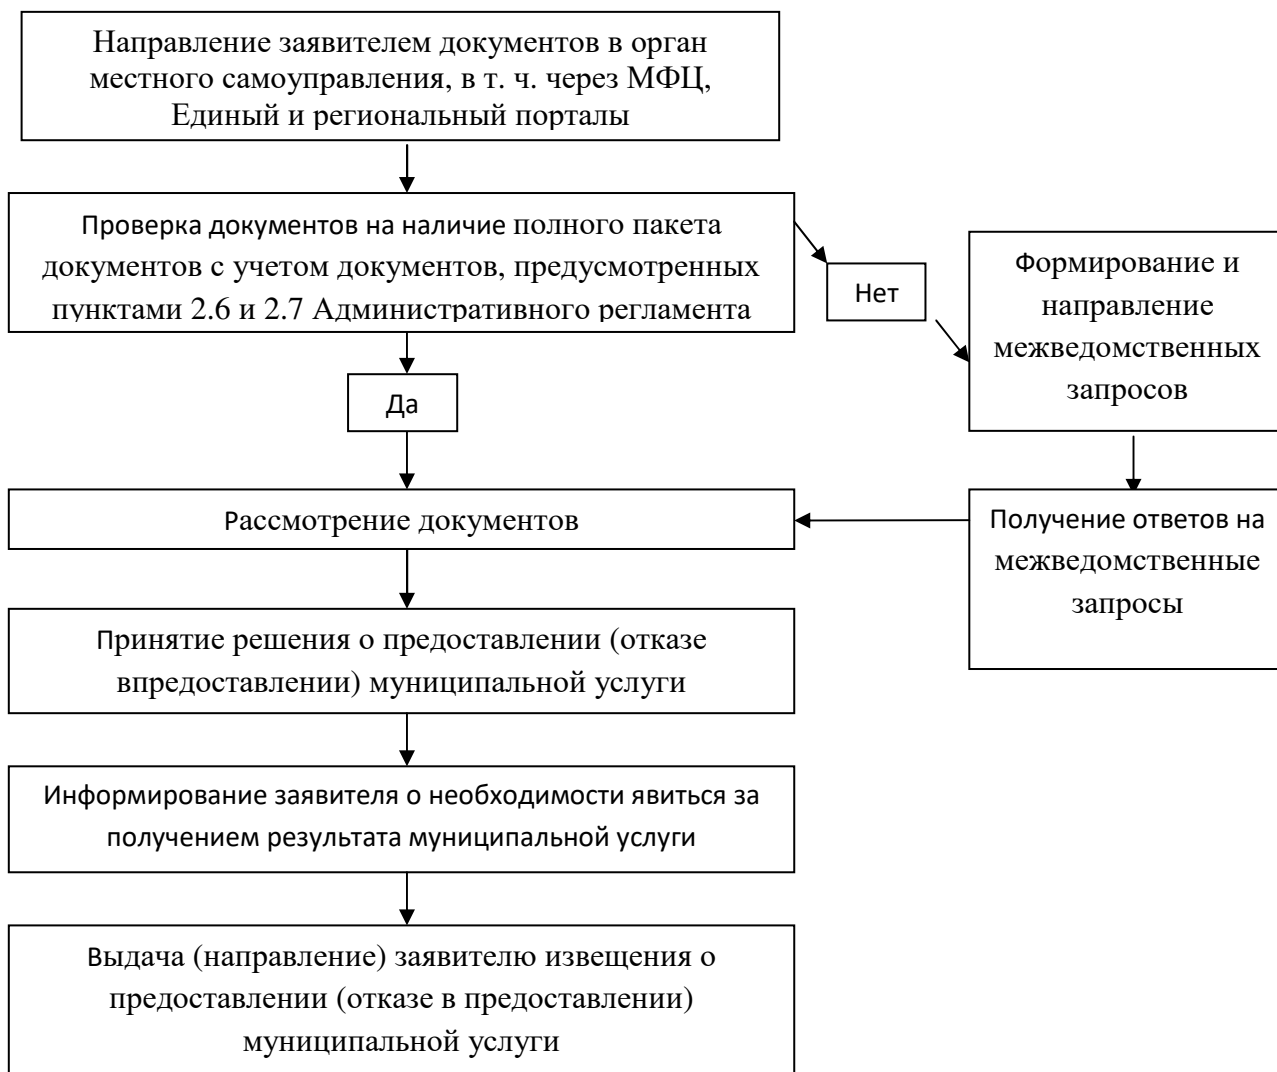 Направление заявителем документов в орган
местного самоуправления, в т. ч. через МФЦ,
Единый и региональный порталы
Проверка документов на наличие полного пакета
документов с учетом документов, предусмотренных
пунктами 2.6 и 2.7 Административного регламента
Нет
Формирование и
направление
межведомственных
запросов
Да
Рассмотрение документов
Получение ответов на
межведомственные
запросы
Принятие решения о предоставлении (отказе
впредоставлении) муниципальной услуги
Информирование заявителя о необходимости явиться за
получением результата муниципальной услуги
Выдача (направление) заявителю извещения о
предоставлении (отказе в предоставлении)
муниципальной услуги